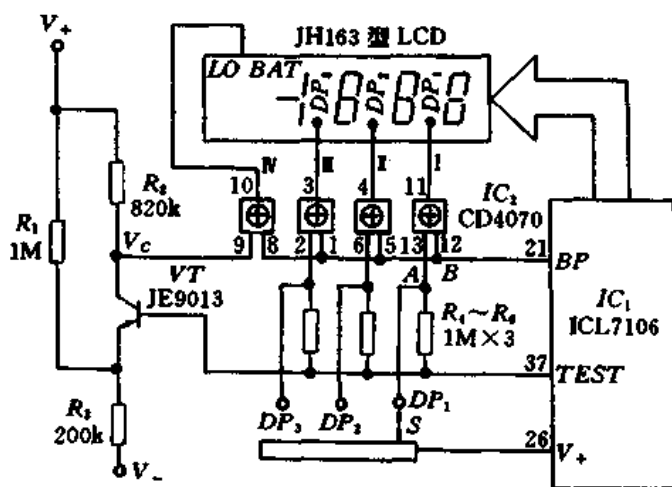 V₊
JH163 型 LCD
LO BAT
DP₃ DP₂ DP₁
Ⅳ Ⅲ Ⅱ Ⅰ
10 3 4 11
R₂
820k
IC₂
CD4070
R₁
1M
V_C
9 8 2 1 6 5 13 12
21
BP
VT
JE9013
A B
IC₁
ICL7106
R₄～R₆
1M×3
37
TEST
R₃
200k
DP₃ DP₂ DP₁
S
26
V₊
V₋